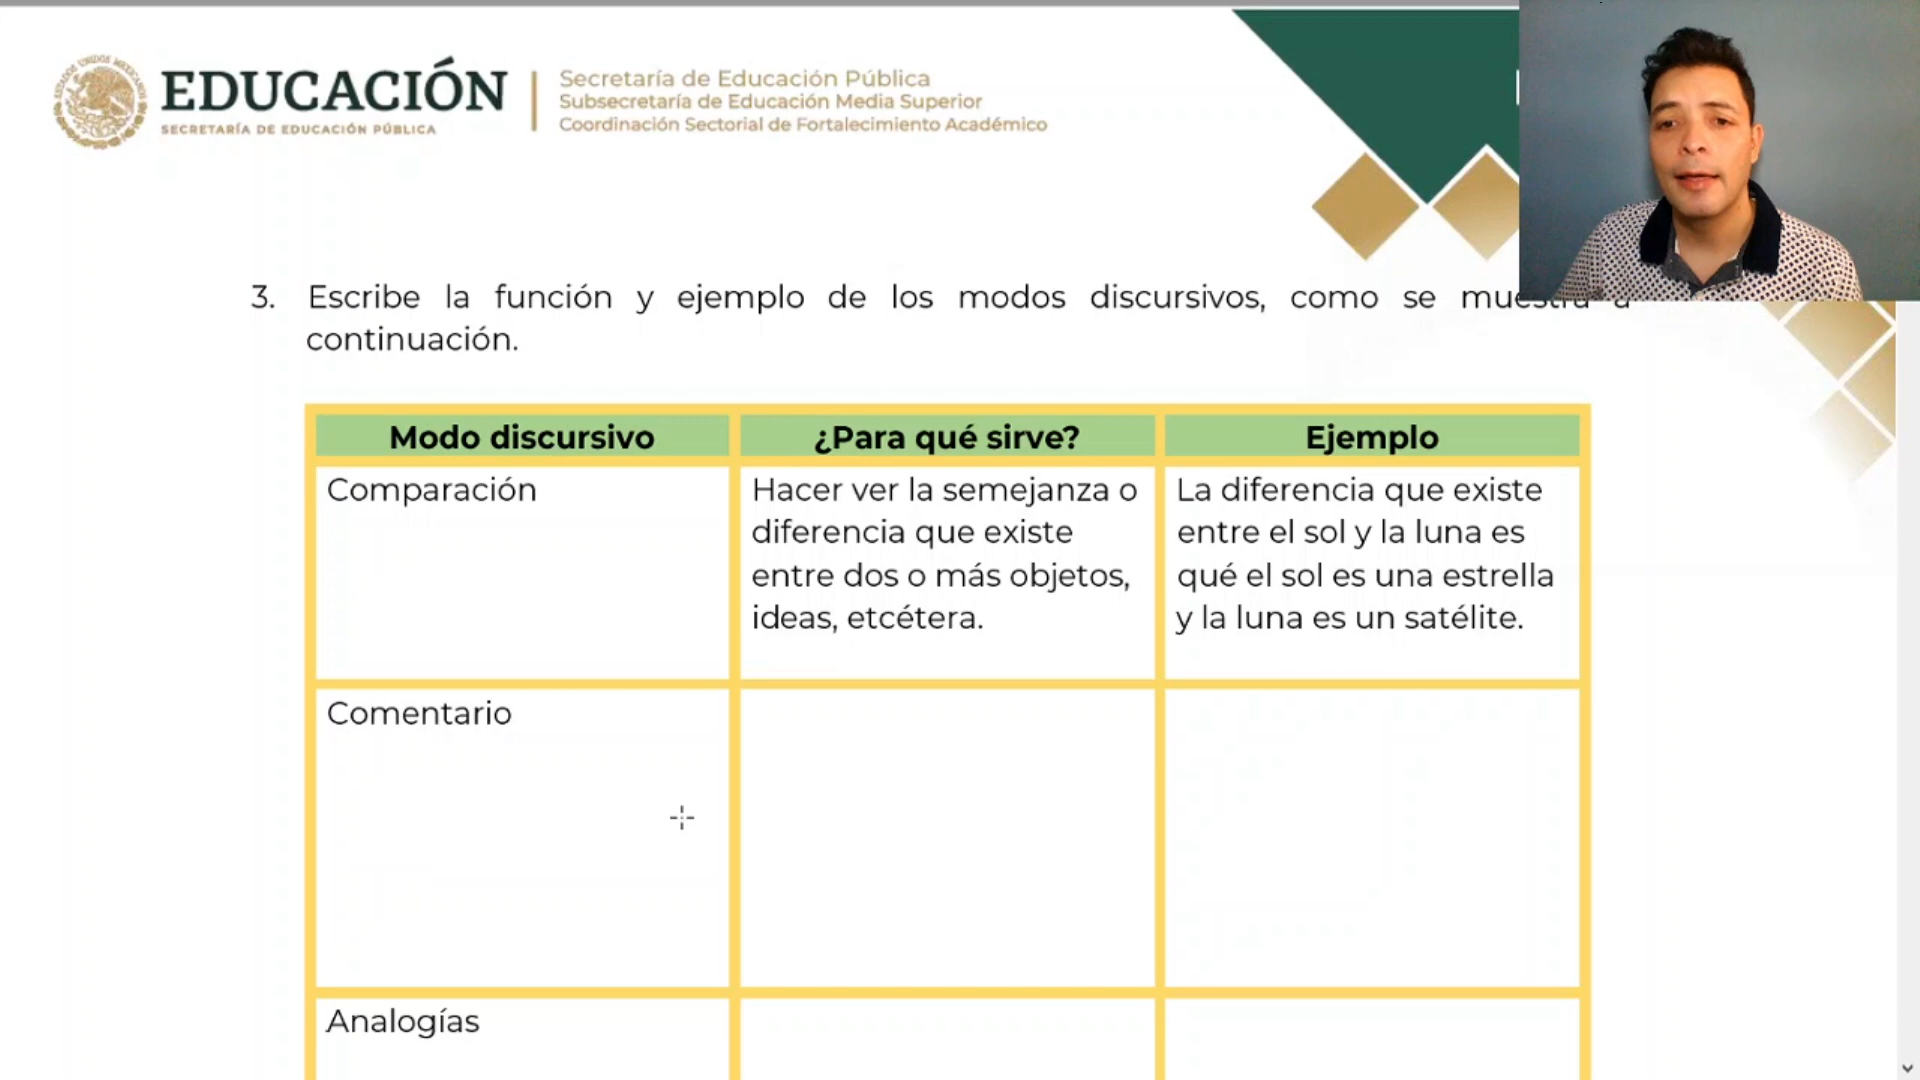 EDUCACIÓN
SECRETARÍA DE EDUCACIÓN PÚBLICA
Secretaría de Educación Pública
Subsecretaría de Educación Media Superior
Coordinación Sectorial de Fortalecimiento Académico
3. Escribe la función y ejemplo de los modos discursivos, como se muestra a
continuación.
Modo discursivo
¿Para qué sirve?
Ejemplo
Comparación
Hacer ver la semejanza o
diferencia que existe
entre dos o más objetos,
ideas, etcétera.
La diferencia que existe
entre el sol y la luna es
qué el sol es una estrella
y la luna es un satélite.
Comentario
Analogías